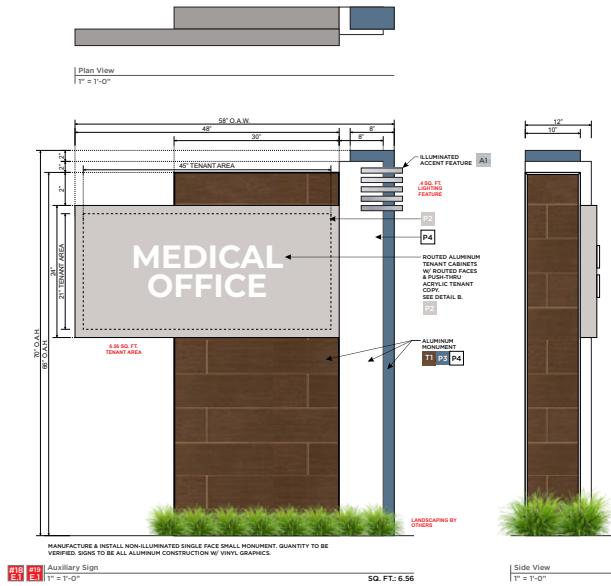 Plan View
1" = 1'-0"
58" O.A.W.
48"
30"
8"
8"
12"
10"
2"
2"
2"
45" TENANT AREA
ILLUMINATED
ACCENT FEATURE
A1
.4 SQ. FT.
LIGHTING
FEATURE
P2
P4
MEDICAL
OFFICE
24"
21" TENANT AREA
ROUTED ALUMINUM
TENANT CABINETS
W/ ROUTED FACES
& PUSH-THRU
ACRYLIC TENANT
COPY.
SEE DETAIL B.
P2
6.56 SQ. FT.
TENANT AREA
70" O.A.H.
66" O.A.H.
ALUMINUM
MONUMENT
T1 P3 P4
LANDSCAPING BY
OTHERS
MANUFACTURE & INSTALL NON-ILLUMINATED SINGLE FACE SMALL MONUMENT. QUANTITY TO BE
VERIFIED. SIGNS TO BE ALL ALUMINUM CONSTRUCTION W/ VINYL GRAPHICS.
#18 E.1
#19 E.1
Auxiliary Sign
1" = 1'-0"
SQ. FT.: 6.56
Side View
1" = 1'-0"